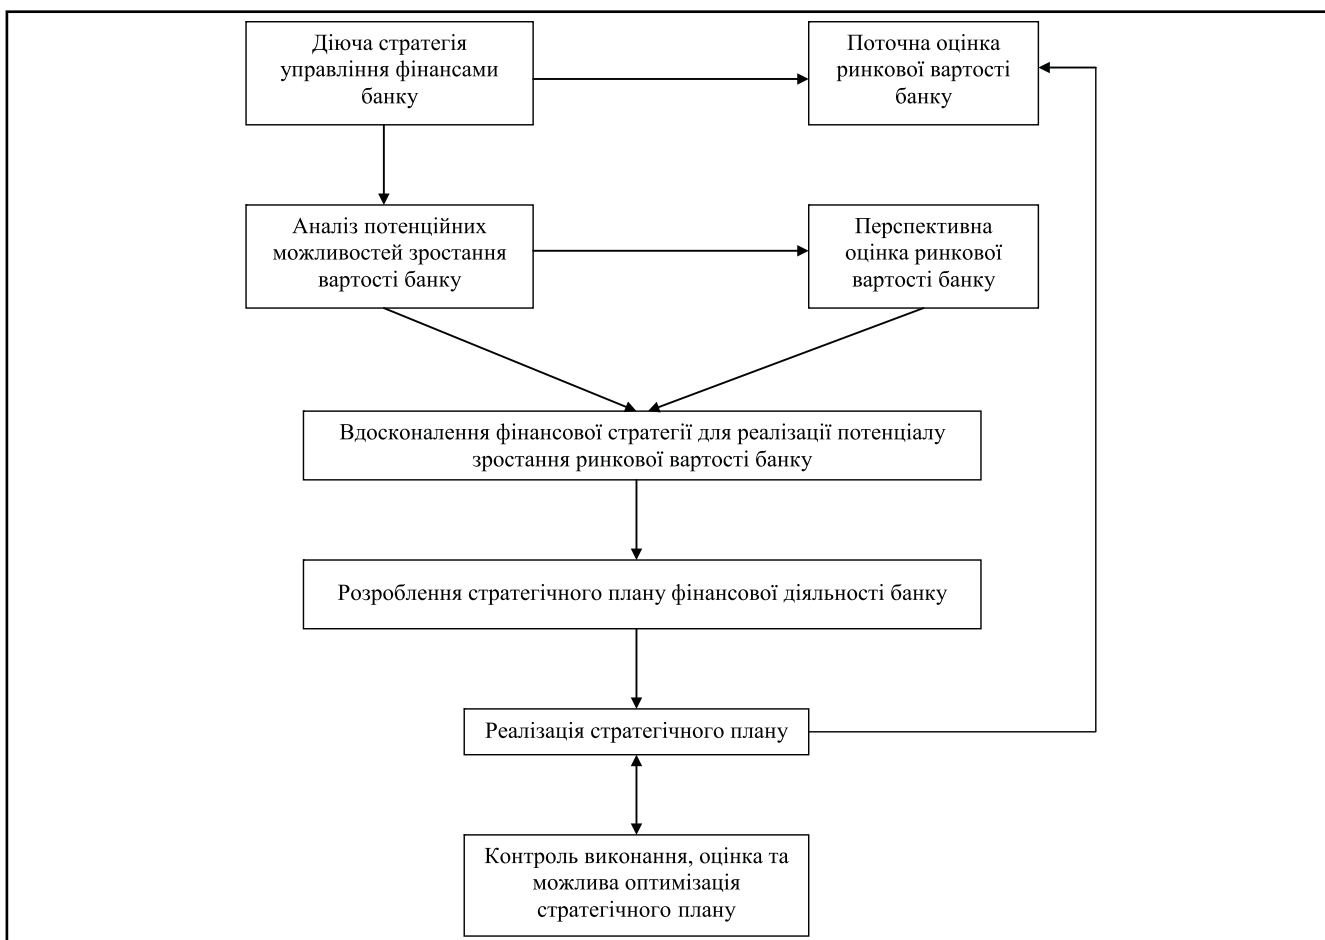 Діюча стратегія
управління фінансами
банку
Поточна оцінка
ринкової вартості
банку
Аналіз потенційних
можливостей зростання
вартості банку
Перспективна
оцінка ринкової
вартості банку
Вдосконалення фінансової стратегії для реалізації потенціалу
зростання ринкової вартості банку
Розроблення стратегічного плану фінансової діяльності банку
Реалізація стратегічного плану
Контроль виконання, оцінка та
можлива оптимізація
стратегічного плану